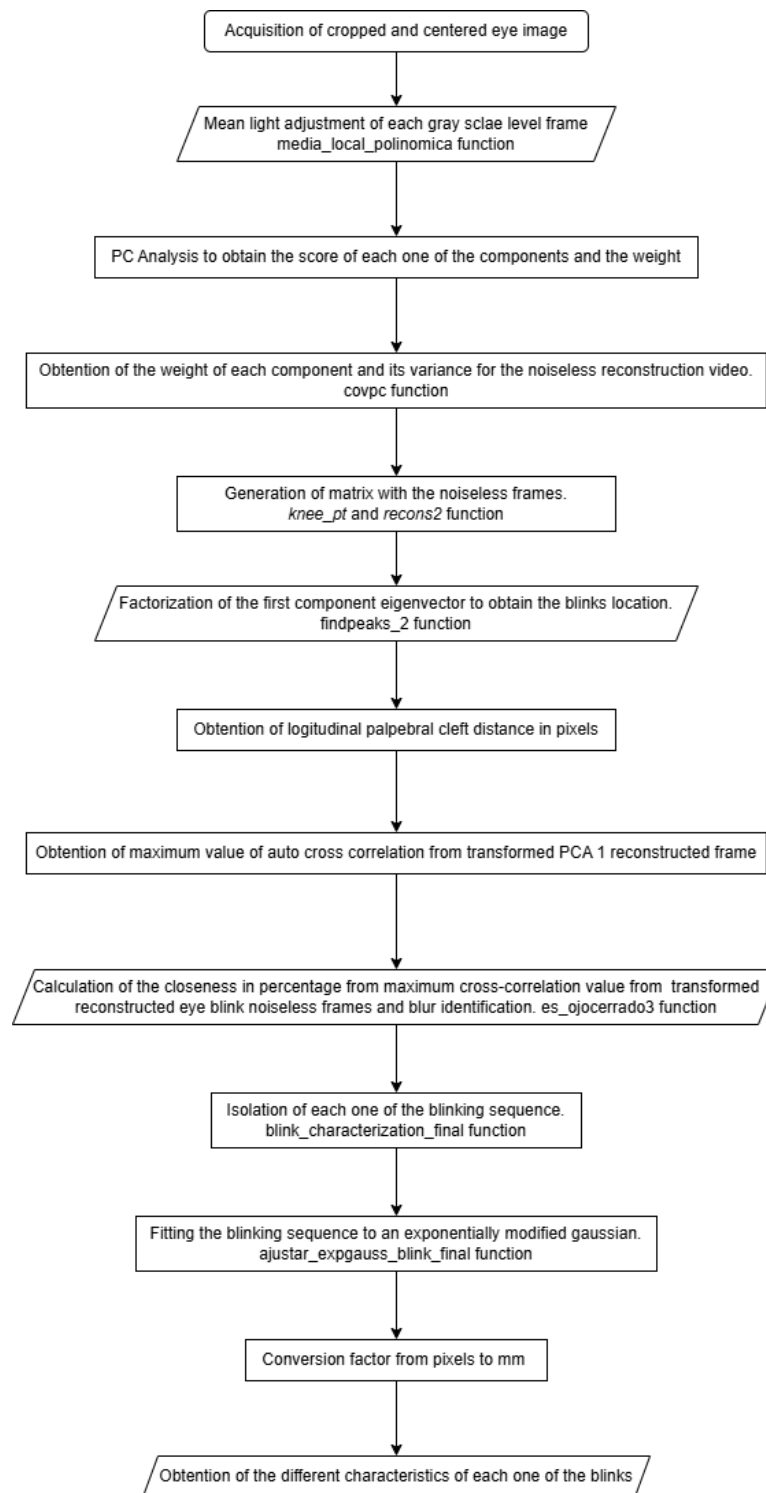 Acquisition of cropped and centered eye image
Mean light adjustment of each gray sclae level frame
media_local_polinomica function
PC Analysis to obtain the score of each one of the components and the weight
Obtention of the weight of each component and its variance for the noiseless reconstruction video.
covpc function
Generation of matrix with the noiseless frames.
knee_pt and recons2 function
Factorization of the first component eigenvector to obtain the blinks location.
findpeaks_2 function
Obtention of logitudinal palpebral cleft distance in pixels
Obtention of maximum value of auto cross correlation from transformed PCA 1 reconstructed frame
Calculation of the closeness in percentage from maximum cross-correlation value from transformed
reconstructed eye blink noiseless frames and blur identification. es_ojocerrado3 function
Isolation of each one of the blinking sequence.
blink_characterization_final function
Fitting the blinking sequence to an exponentially modified gaussian.
ajustar_expgauss_blink_final function
Conversion factor from pixels to mm
Obtention of the different characteristics of each one of the blinks